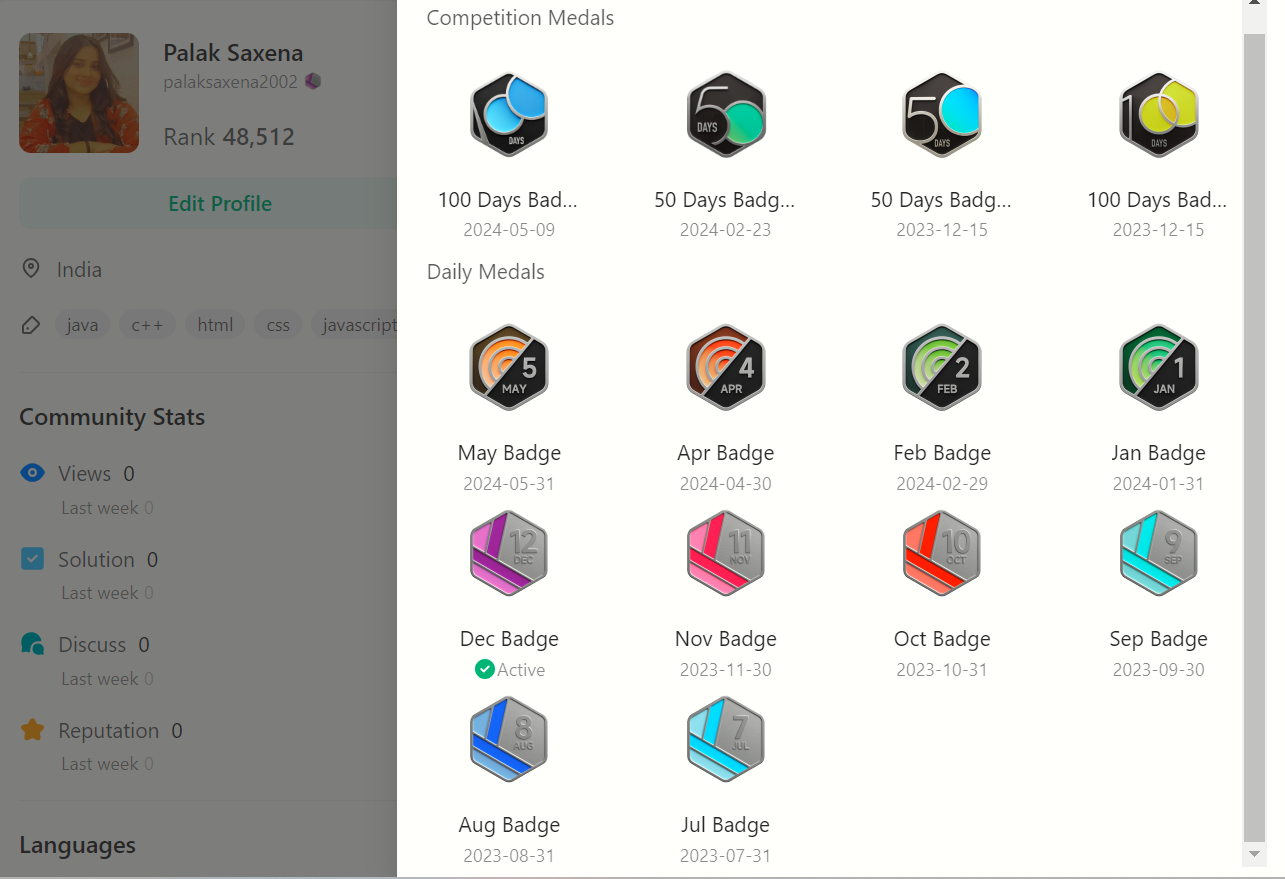 Palak Saxena
palaksaxena2002
Rank 48,512
Edit Profile
India
java c++ html css javascript
Community Stats
Views 0
Last week 0
Solution 0
Last week 0
Discuss 0
Last week 0
Reputation 0
Last week 0
Languages
Competition Medals
100 DAYS 50 DAYS 50 DAYS 100 DAYS
100 Days Bad... 50 Days Badg... 50 Days Badg... 100 Days Bad...
2024-05-09 2024-02-23 2023-12-15 2023-12-15
Daily Medals
5 4 2 1
MAY APR FEB JAN
May Badge Apr Badge Feb Badge Jan Badge
2024-05-31 2024-04-30 2024-02-29 2024-01-31
12 11 10 9
DEC NOV OCT SEP
Dec Badge Nov Badge Oct Badge Sep Badge
Active 2023-11-30 2023-10-31 2023-09-30
8 7
AUG JUL
Aug Badge Jul Badge
2023-08-31 2023-07-31